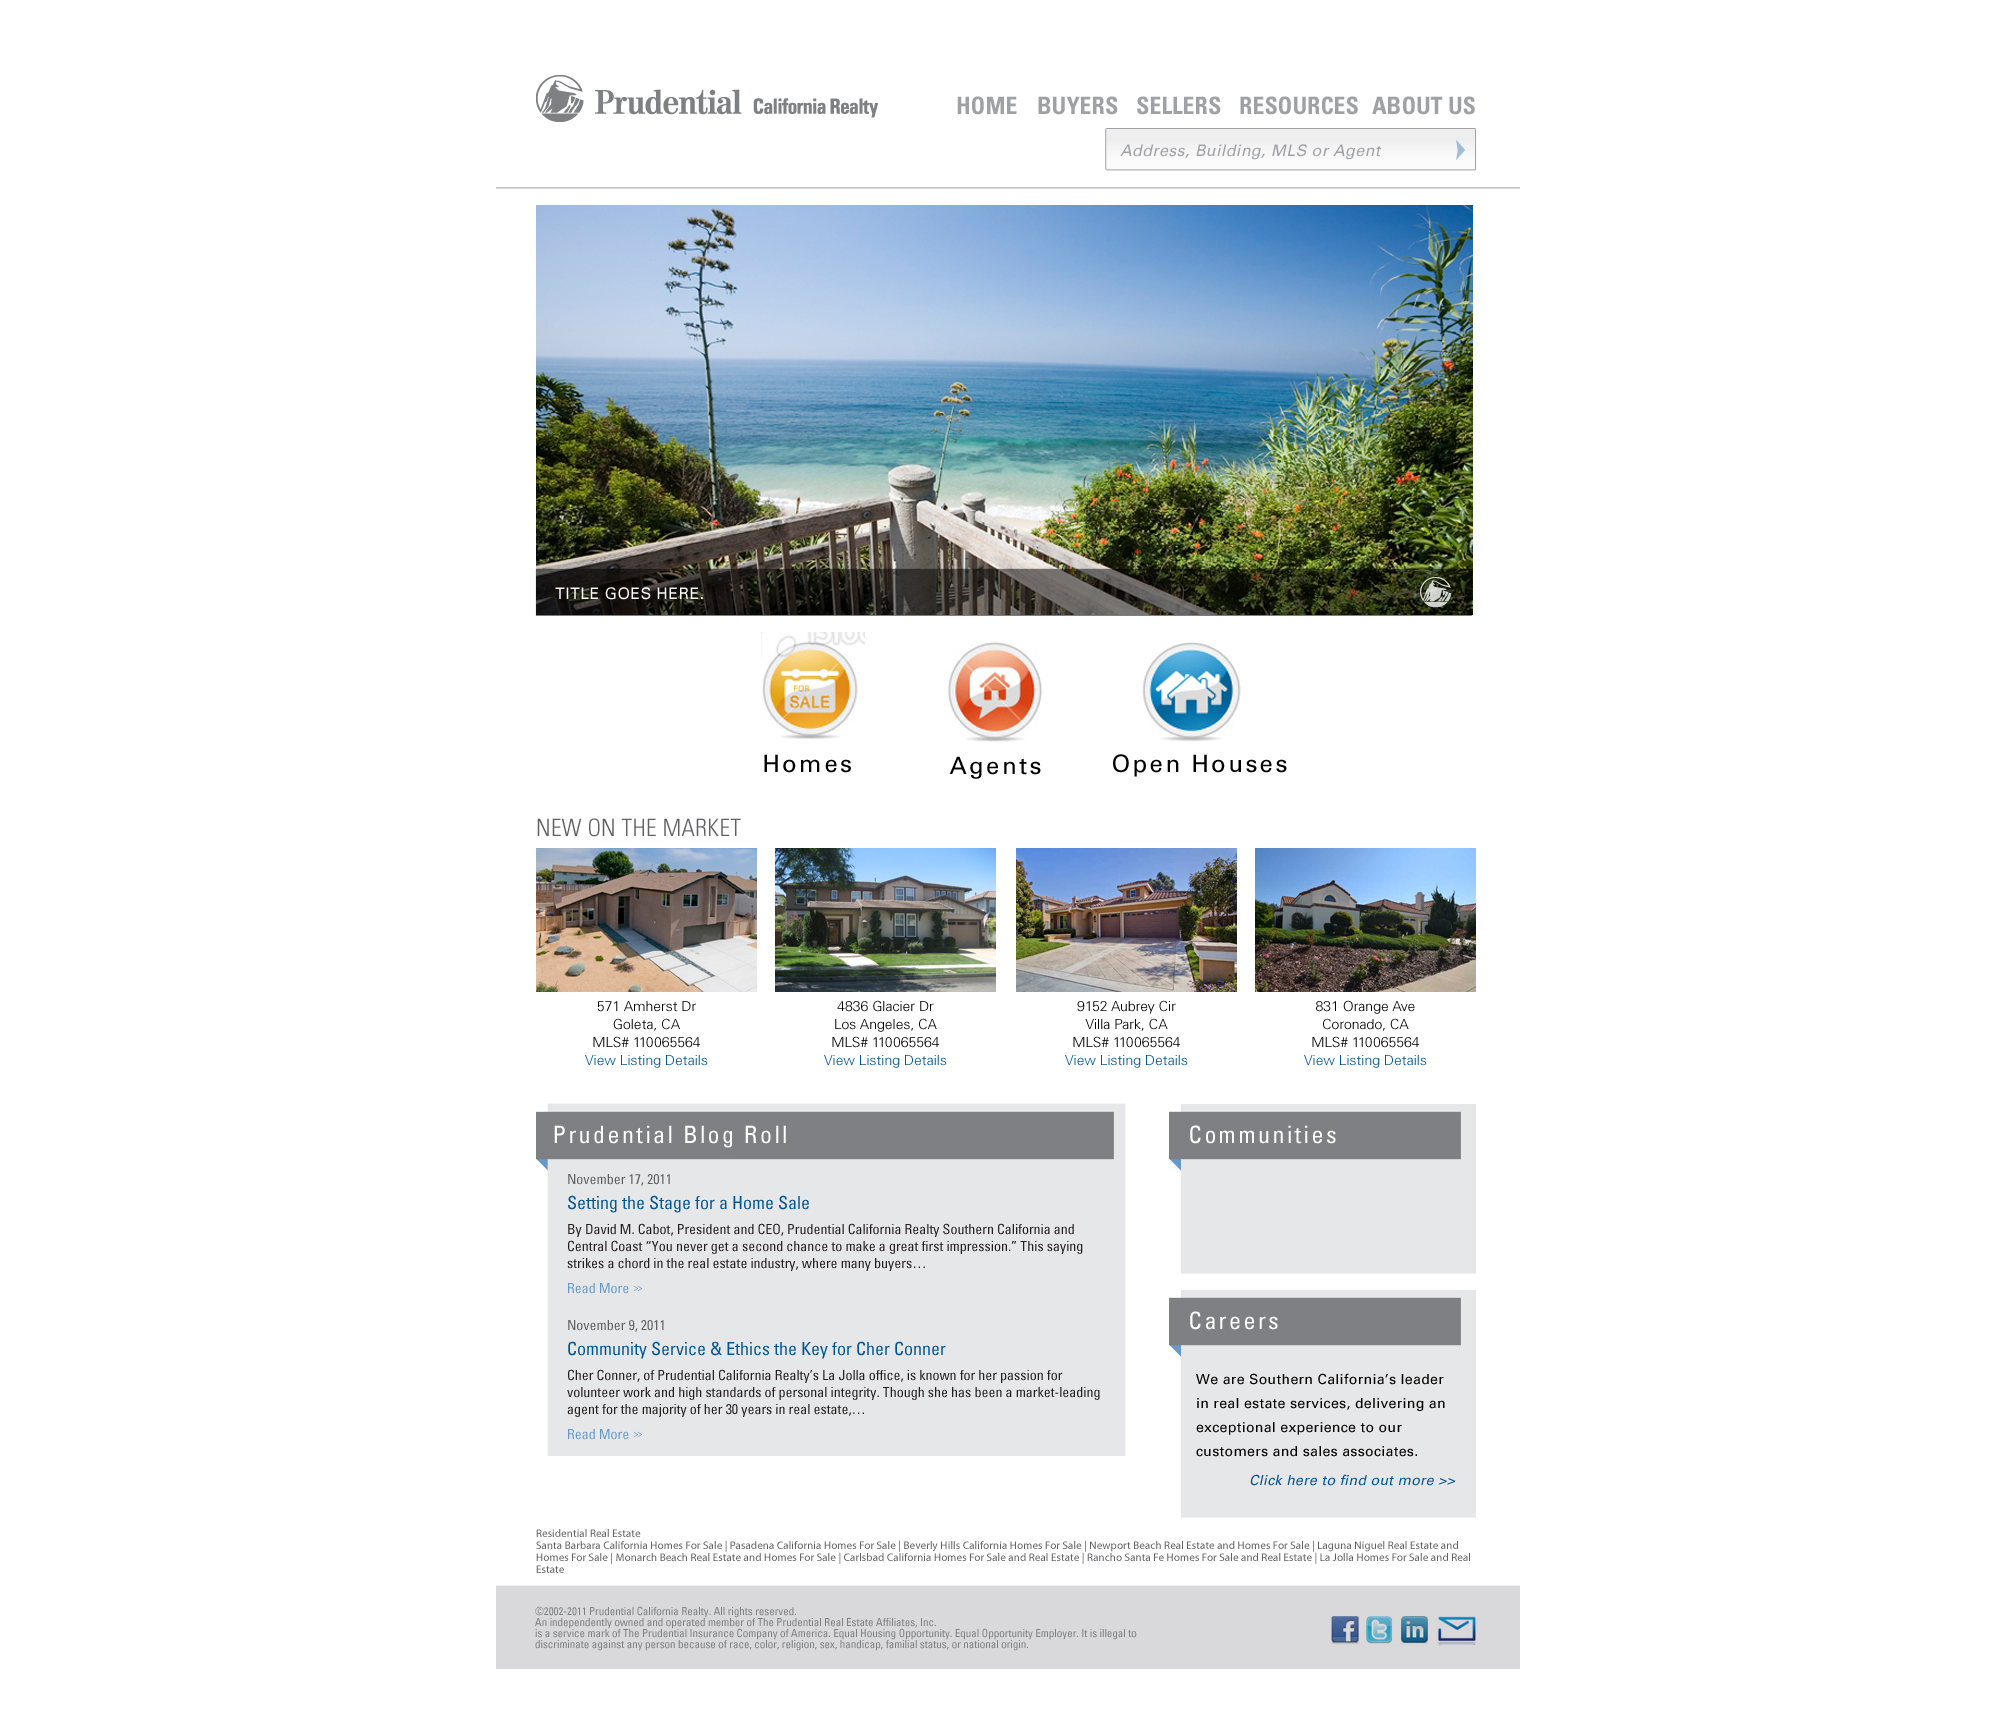 Prudential California Realty
HOME BUYERS SELLERS RESOURCES ABOUT US
Address, Building, MLS or Agent
TITLE GOES HERE.
FOR
SALE
Homes
Agents
Open Houses
NEW ON THE MARKET
571 Amherst Dr
Goleta, CA
MLS# 110065564
View Listing Details
4836 Glacier Dr
Los Angeles, CA
MLS# 110065564
View Listing Details
9152 Aubrey Cir
Villa Park, CA
MLS# 110065564
View Listing Details
831 Orange Ave
Coronado, CA
MLS# 110065564
View Listing Details
Prudential Blog Roll
November 17, 2011
Setting the Stage for a Home Sale
By David M. Cabot, President and CEO, Prudential California Realty Southern California and
Central Coast “You never get a second chance to make a great first impression.” This saying
strikes a chord in the real estate industry, where many buyers…
Read More »
November 9, 2011
Community Service & Ethics the Key for Cher Conner
Cher Conner, of Prudential California Realty’s La Jolla office, is known for her passion for
volunteer work and high standards of personal integrity. Though she has been a market-leading
agent for the majority of her 30 years in real estate,…
Read More »
Communities
Careers
We are Southern California’s leader
in real estate services, delivering an
exceptional experience to our
customers and sales associates.
Click here to find out more >>
Residential Real Estate
Santa Barbara California Homes For Sale | Pasadena California Homes For Sale | Beverly Hills California Homes For Sale | Newport Beach Real Estate and Homes For Sale | Laguna Niguel Real Estate and
Homes For Sale | Monarch Beach Real Estate and Homes For Sale | Carlsbad California Homes For Sale and Real Estate | Rancho Santa Fe Homes For Sale and Real Estate | La Jolla Homes For Sale and Real
Estate
©2002-2011 Prudential California Realty. All rights reserved.
An independently owned and operated member of The Prudential Real Estate Affiliates, Inc.
is a service mark of The Prudential Insurance Company of America. Equal Housing Opportunity. Equal Opportunity Employer. It is illegal to
discriminate against any person because of race, color, religion, sex, handicap, familial status, or national origin.
f t in